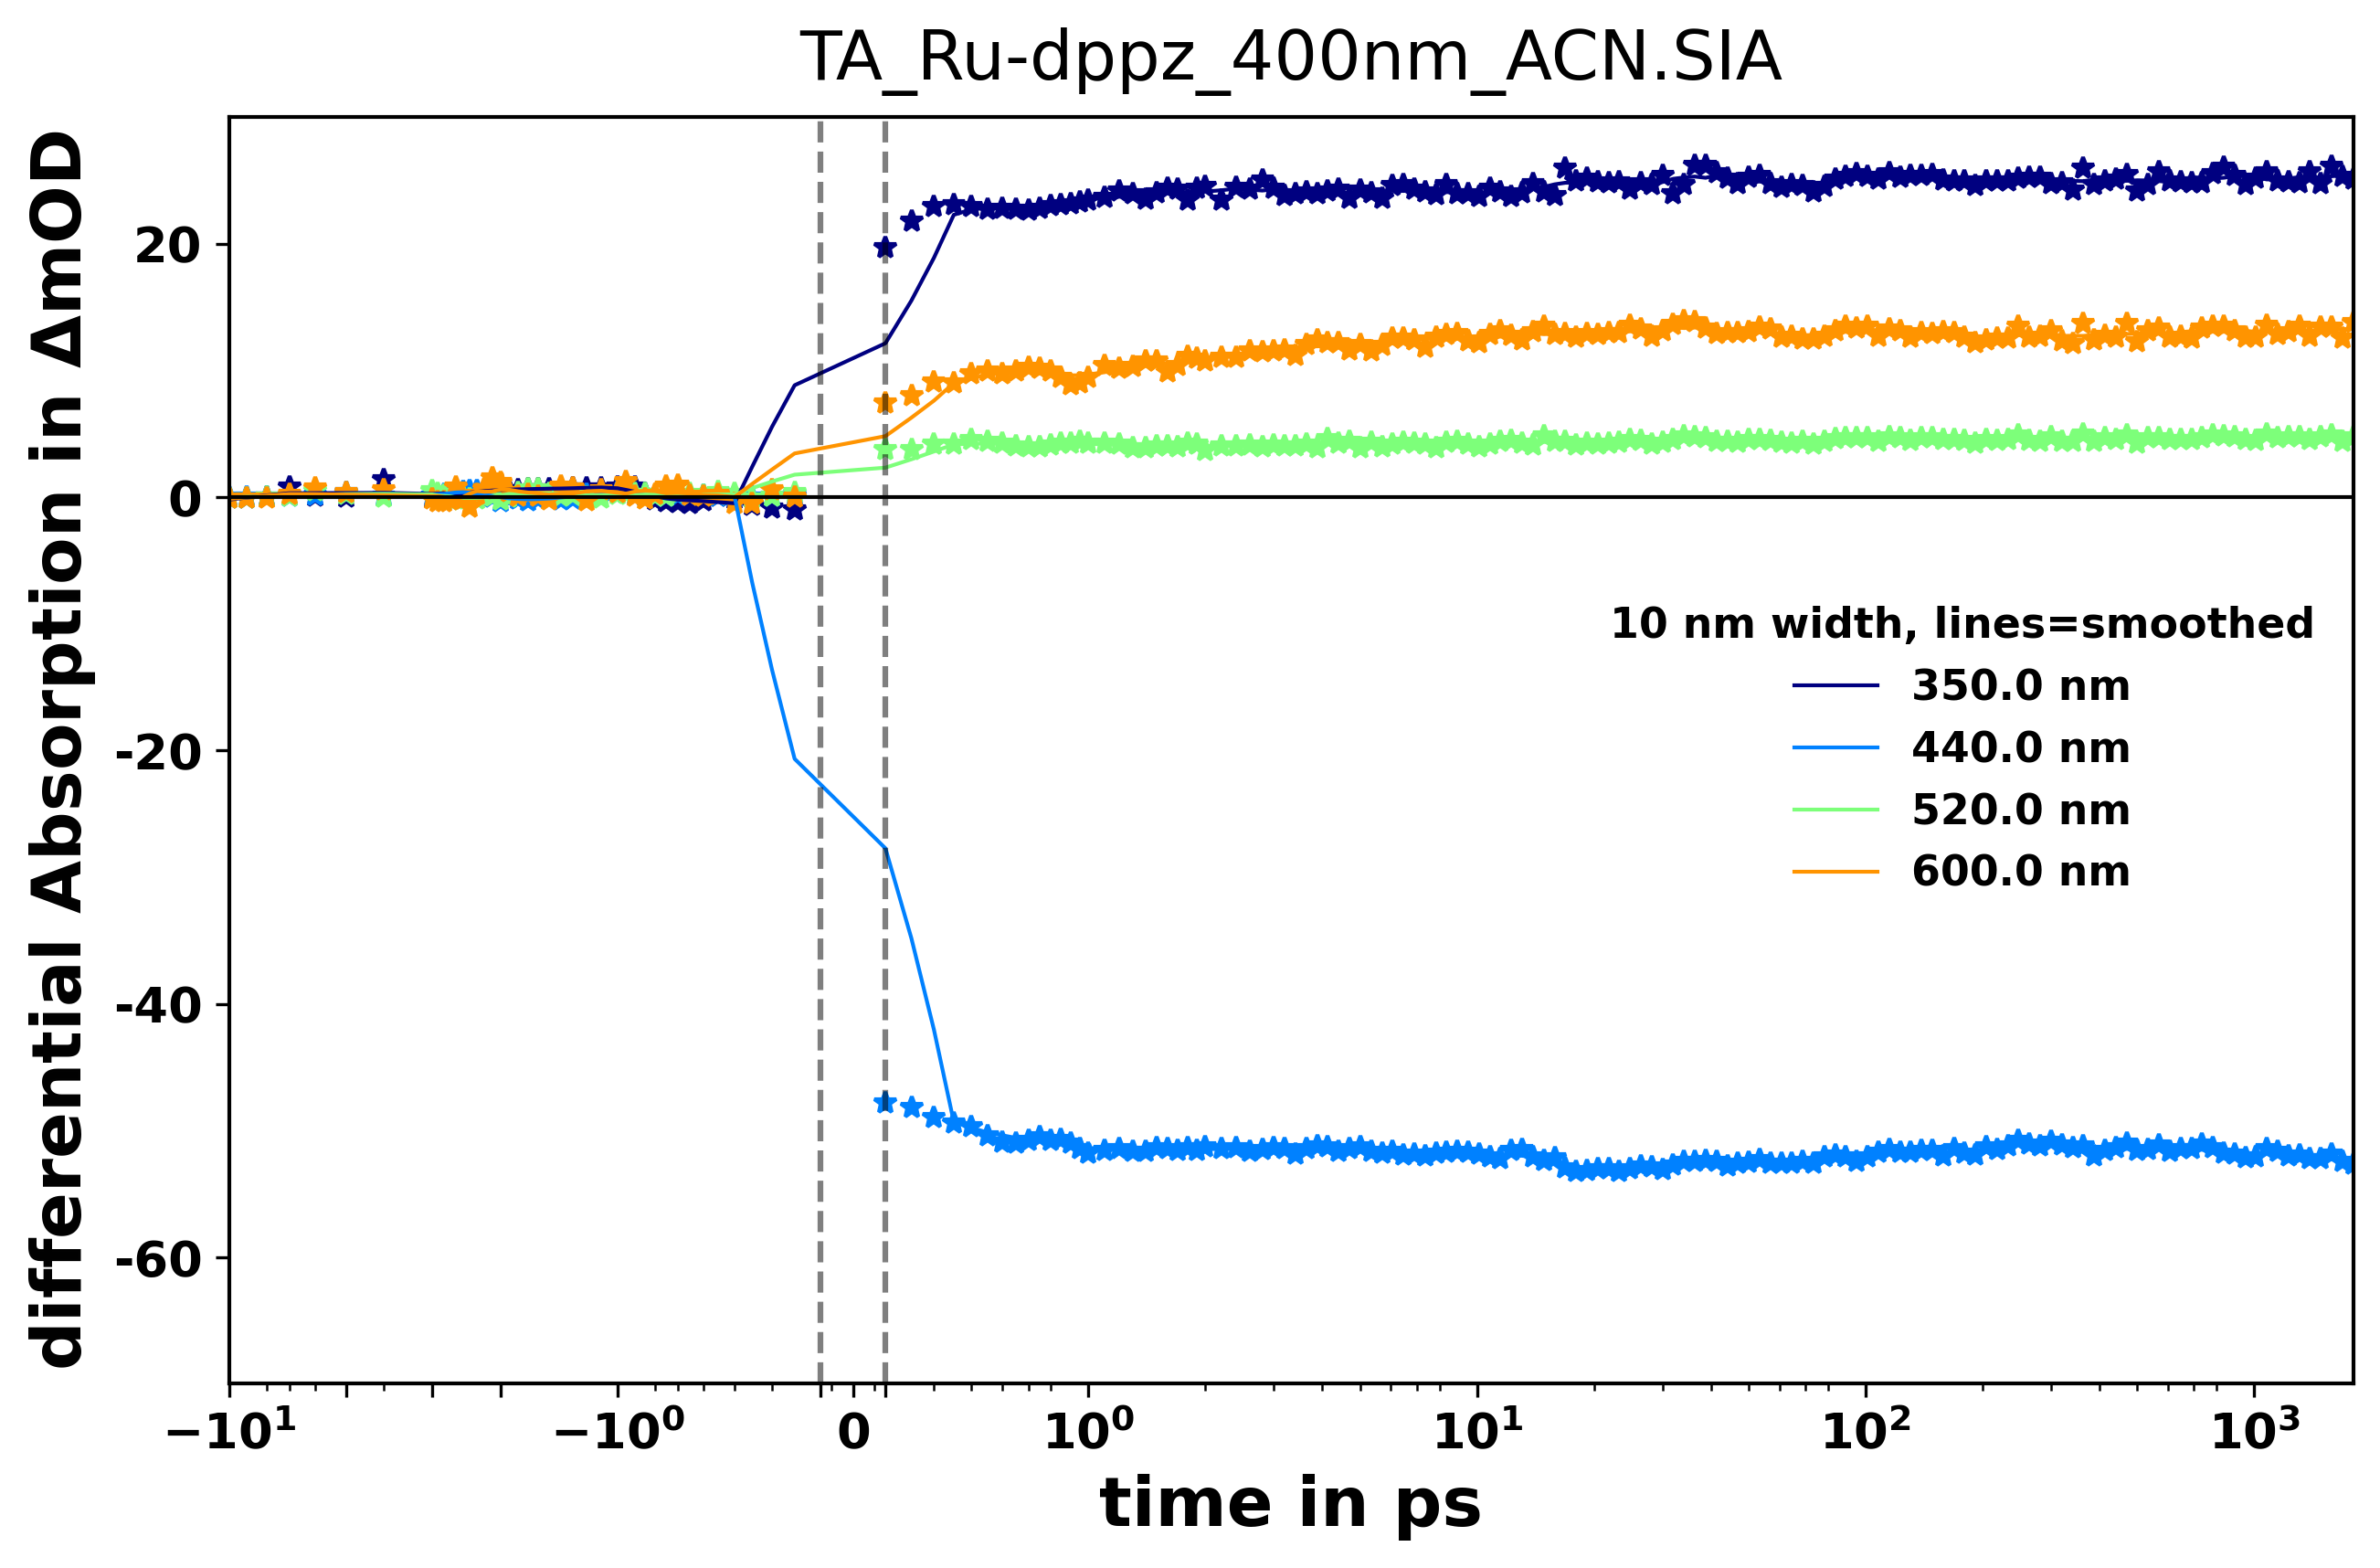 TA_Ru-dppz_400nm_ACN.SIA
differential Absorption in ΔmOD
20
0
-20
-40
-60
10 nm width, lines=smoothed
350.0 nm
440.0 nm
520.0 nm
600.0 nm
−10¹ −10⁰ 0 10⁰ 10¹ 10² 10³
time in ps